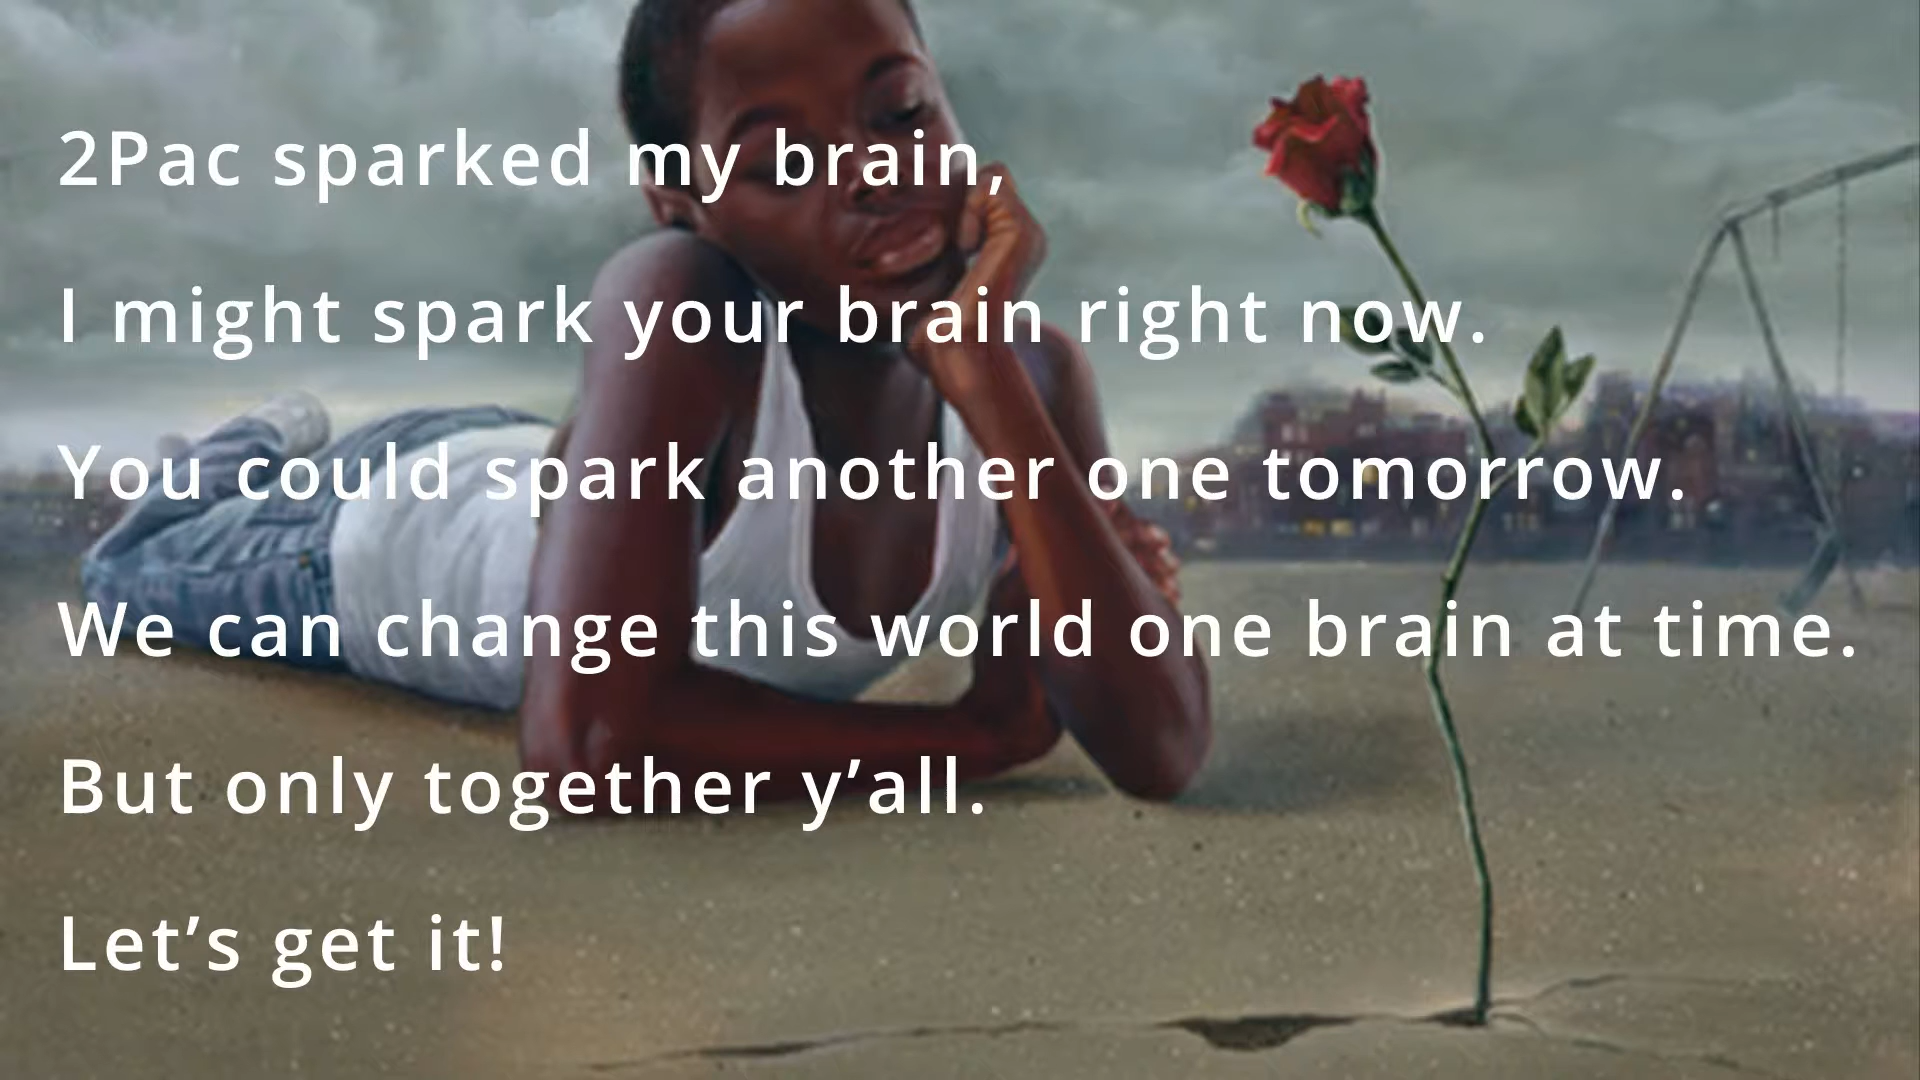 2Pac sparked my brain,
I might spark your brain right now.
You could spark another one tomorrow.
We can change this world one brain at time.
But only together y’all.
Let’s get it!